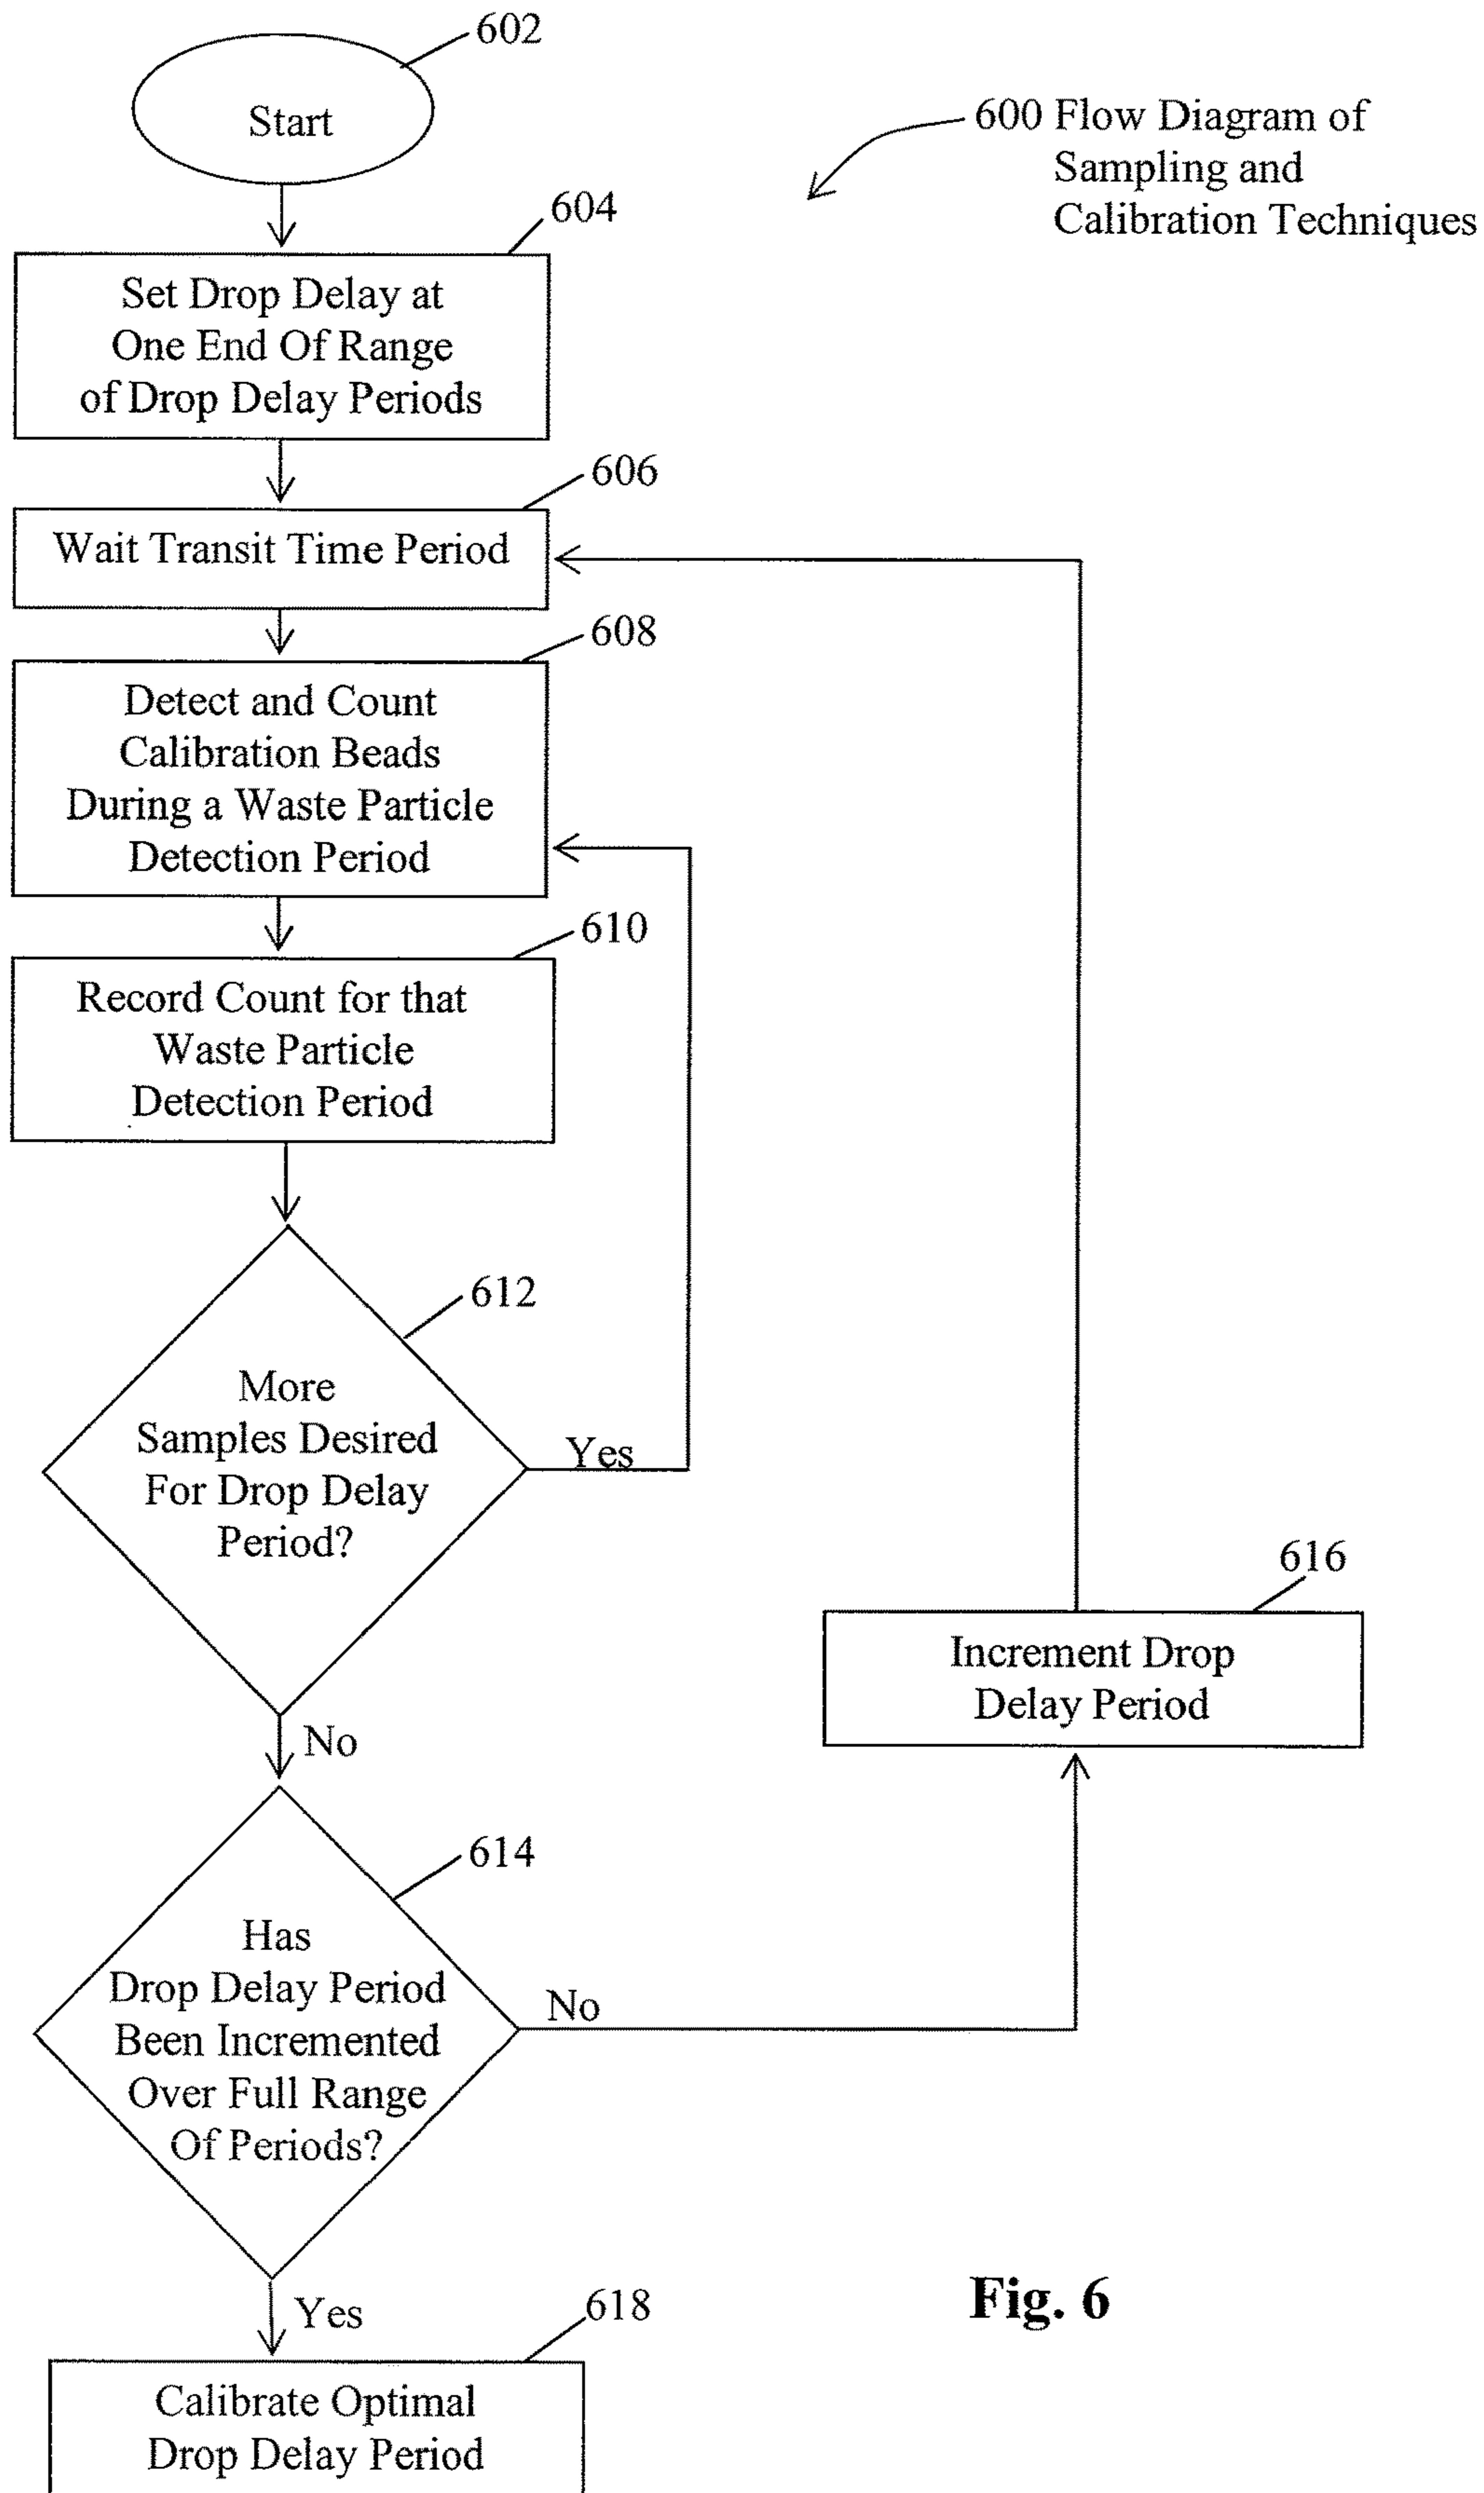 602
Start
600 Flow Diagram of
Sampling and
Calibration Techniques
604
Set Drop Delay at
One End Of Range
of Drop Delay Periods
606
Wait Transit Time Period
608
Detect and Count
Calibration Beads
During a Waste Particle
Detection Period
610
Record Count for that
Waste Particle
Detection Period
612
More
Samples Desired
For Drop Delay
Period?
Yes
616
Increment Drop
Delay Period
No
614
Has
Drop Delay Period
Been Incremented
Over Full Range
Of Periods?
No
Yes
618
Calibrate Optimal
Drop Delay Period
Fig. 6